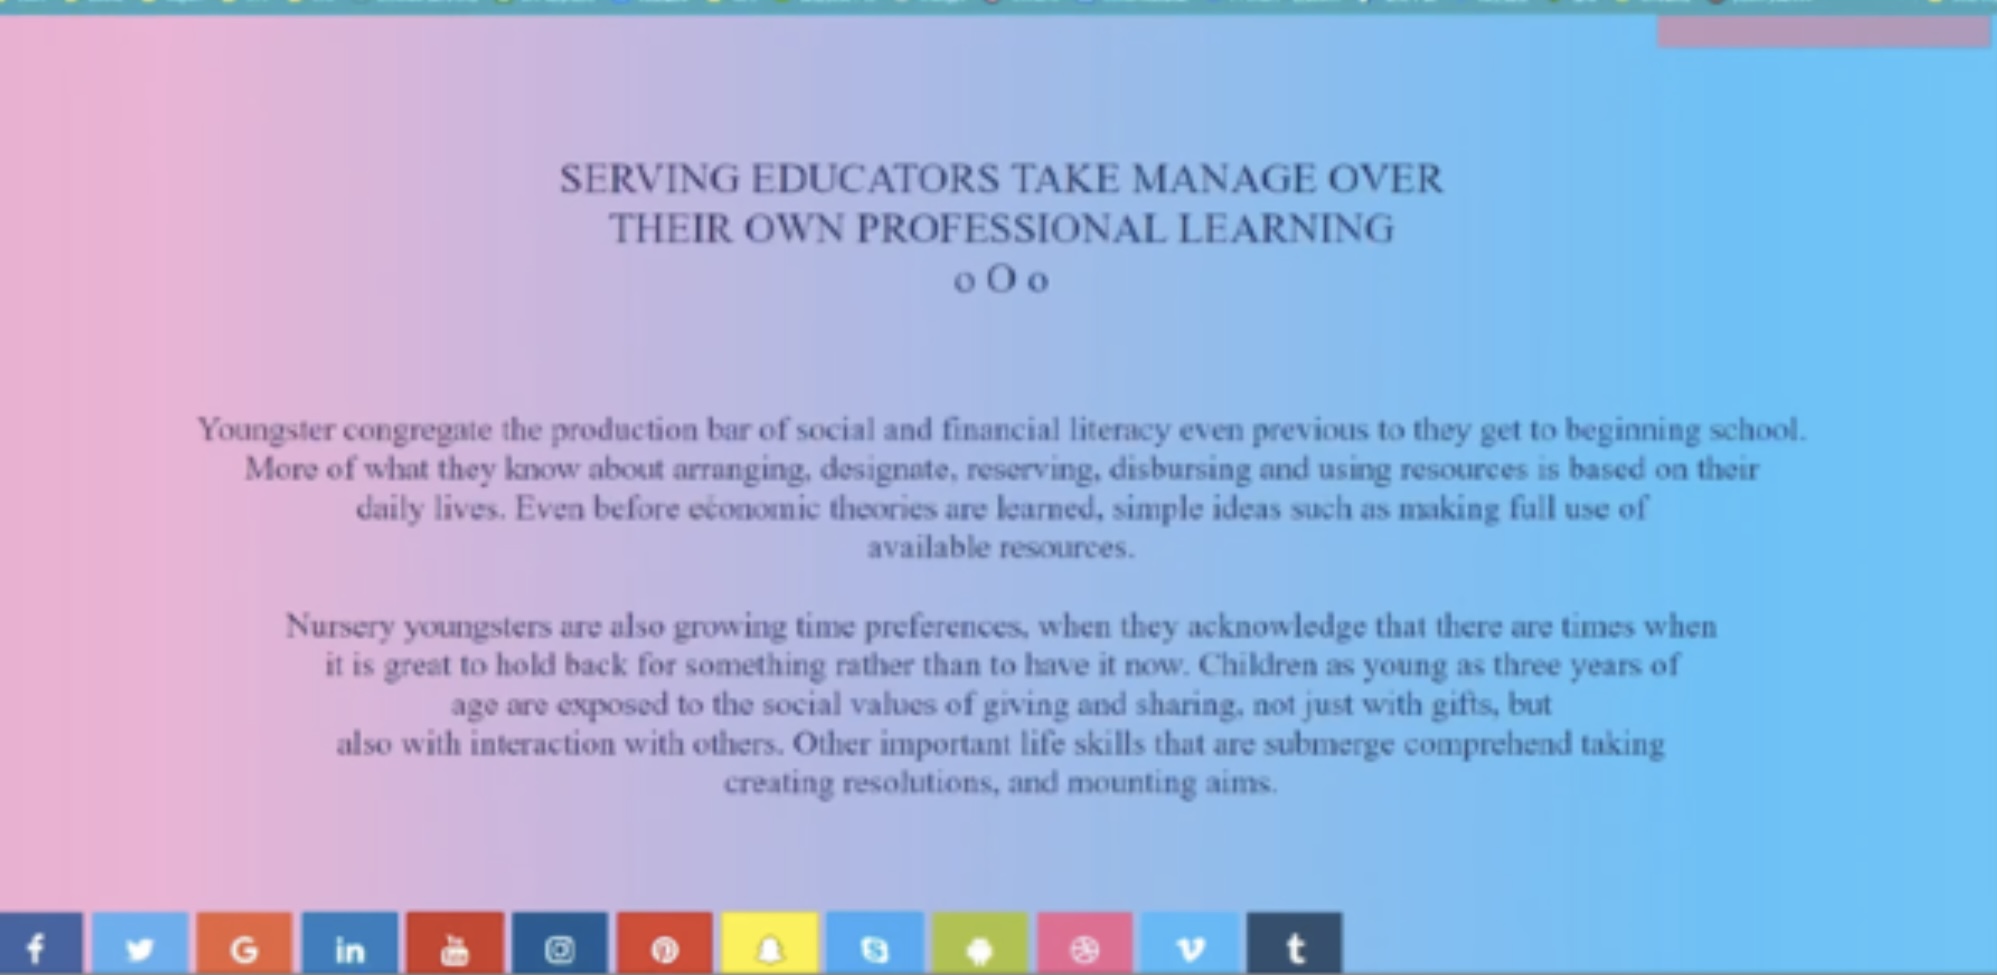 SERVING EDUCATORS TAKE MANAGE OVER
THEIR OWN PROFESSIONAL LEARNING
o O o
Youngster congregate the production bar of social and financial literacy even previous to they get to beginning school.
More of what they know about arranging, designate, reserving, disbursing and using resources is based on their
daily lives. Even before economic theories are learned, simple ideas such as making full use of
available resources.
Nursery youngsters are also growing time preferences, when they acknowledge that there are times when
it is great to hold back for something rather than to have it now. Children as young as three years of
age are exposed to the social values of giving and sharing, not just with gifts, but
also with interaction with others. Other important life skills that are submerge comprehend taking
creating resolutions, and mounting aims.